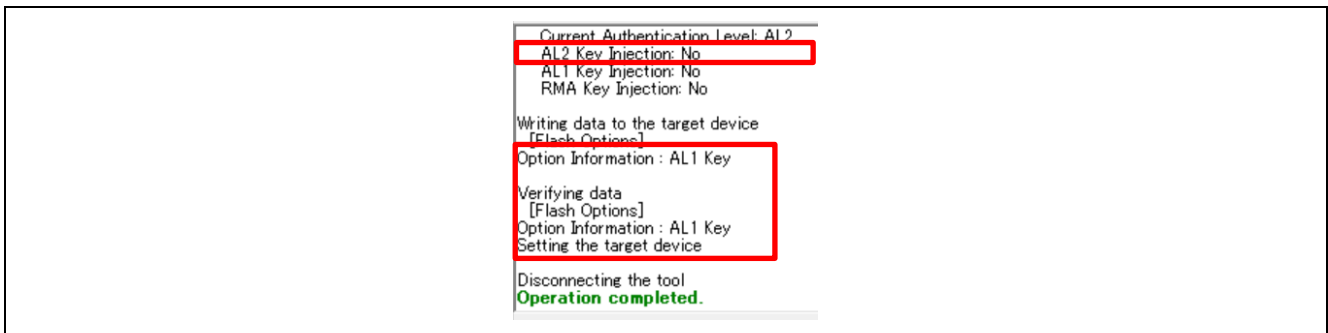 Current Authentication Level: AL2
AL2 Key Injection: No
AL1 Key Injection: No
RMA Key Injection: No
Writing data to the target device
[Flash Options]
Option Information : AL1 Key
Verifying data
[Flash Options]
Option Information : AL1 Key
Setting the target device
Disconnecting the tool
Operation completed.